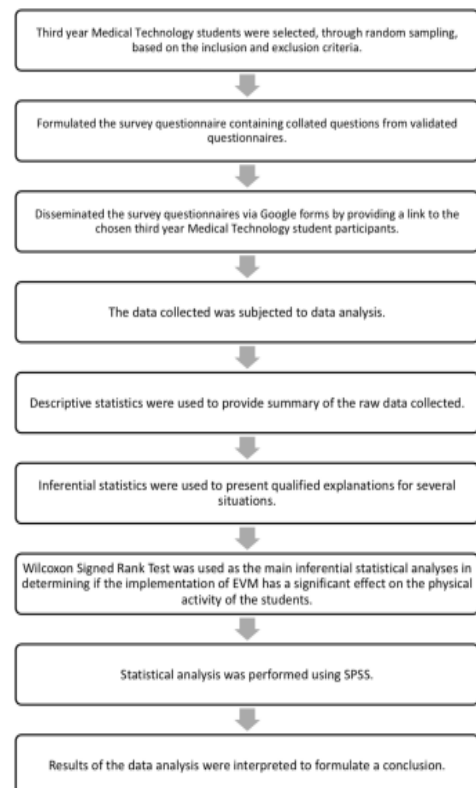 Third year Medical Technology students were selected, through random sampling,
based on the inclusion and exclusion criteria.
Formulated the survey questionnaire containing collated questions from validated
questionnaires.
Disseminated the survey questionnaires via Google forms by providing a link to the
chosen third year Medical Technology student participants.
The data collected was subjected to data analysis.
Descriptive statistics were used to provide summary of the raw data collected.
Inferential statistics were used to present qualified explanations for several
situations.
Wilcoxon Signed Rank Test was used as the main inferential statistical analyses in
determining if the implementation of EVM has a significant effect on the physical
activity of the students.
Statistical analysis was performed using SPSS.
Results of the data analysis were interpreted to formulate a conclusion.